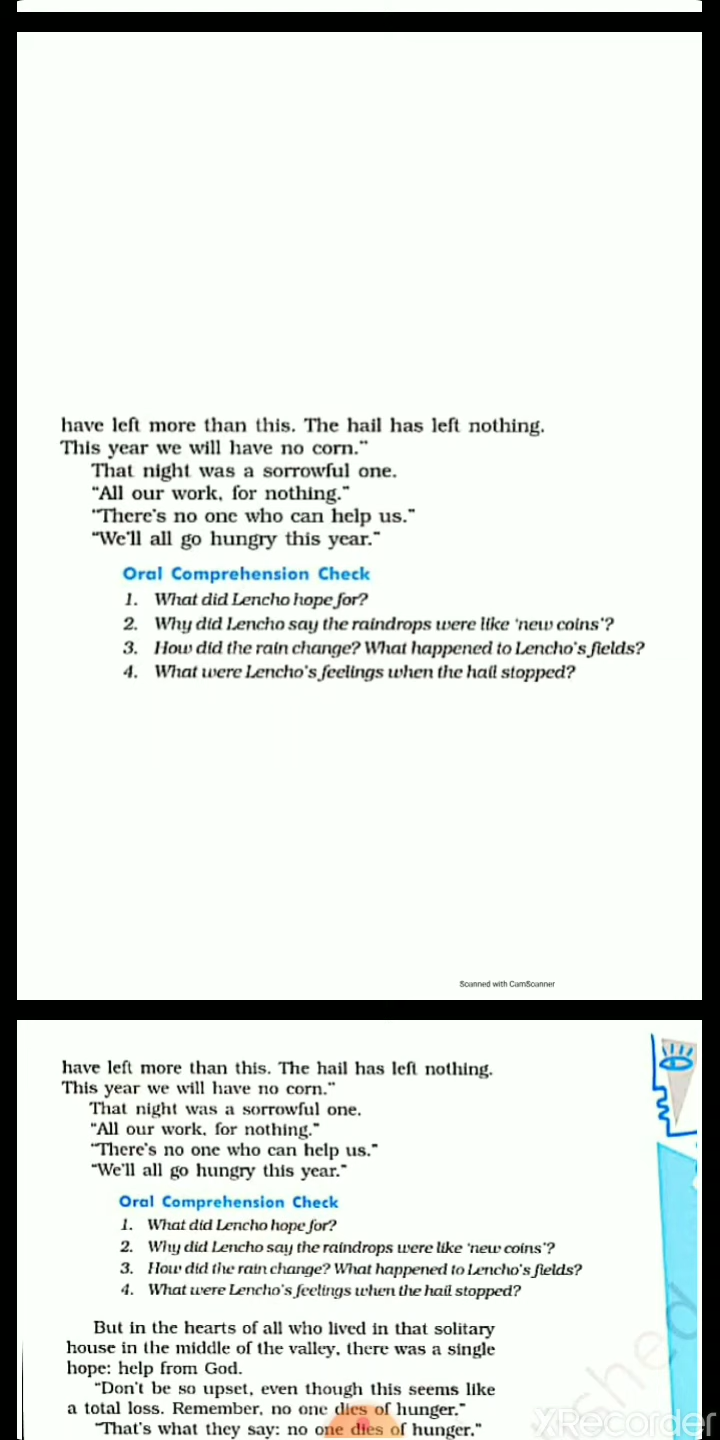 have left more than this. The hail has left nothing.
This year we will have no corn.”
That night was a sorrowful one.
“All our work, for nothing.”
“There’s no one who can help us.”
“We’ll all go hungry this year.”
Oral Comprehension Check
1. What did Lencho hope for?
2. Why did Lencho say the raindrops were like ‘new coins’?
3. How did the rain change? What happened to Lencho’s fields?
4. What were Lencho’s feelings when the hail stopped?
Scanned with CamScanner
have left more than this. The hail has left nothing.
This year we will have no corn.”
That night was a sorrowful one.
“All our work, for nothing.”
“There’s no one who can help us.”
“We’ll all go hungry this year.”
Oral Comprehension Check
1. What did Lencho hope for?
2. Why did Lencho say the raindrops were like ‘new coins’?
3. How did the rain change? What happened to Lencho’s fields?
4. What were Lencho’s feelings when the hail stopped?
But in the hearts of all who lived in that solitary
house in the middle of the valley, there was a single
hope: help from God.
“Don’t be so upset, even though this seems like
a total loss. Remember, no one dies of hunger.”
“That’s what they say: no one dies of hunger.”
XRecorder